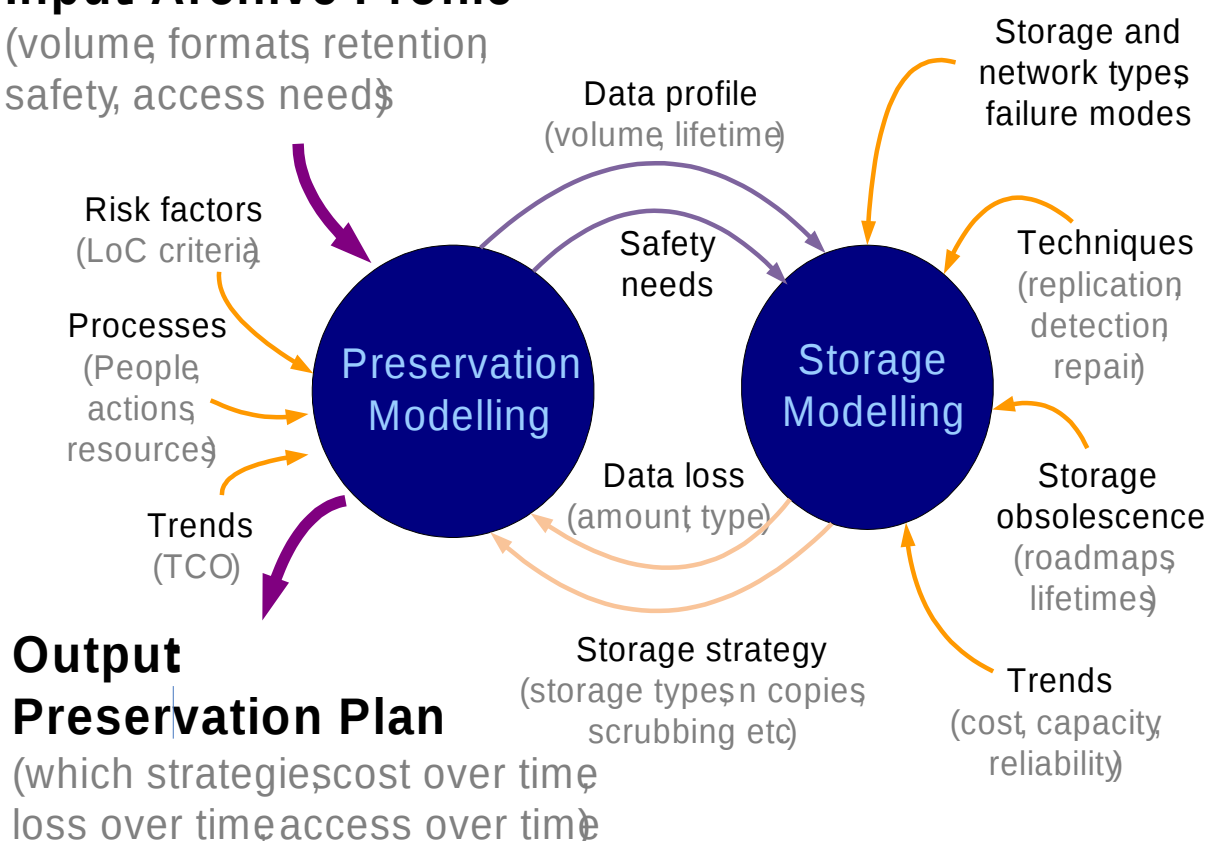 Input Archive Profile
(volume, formats, retention,
safety, access needs)
Data profile
(volume, lifetime)
Storage and
network types,
failure modes
Risk factors
(LoC criteria)
Safety
needs
Techniques
(replication,
detection,
repair)
Processes
(People,
actions,
resources)
Preservation
Modelling
Storage
Modelling
Trends
(TCO)
Data loss
(amount, type)
Storage
obsolescence
(roadmaps,
lifetimes)
Output:
Preservation Plan
(which strategies, cost over time,
loss over time, access over time)
Storage strategy
(storage types, n copies,
scrubbing etc)
Trends
(cost, capacity,
reliability)